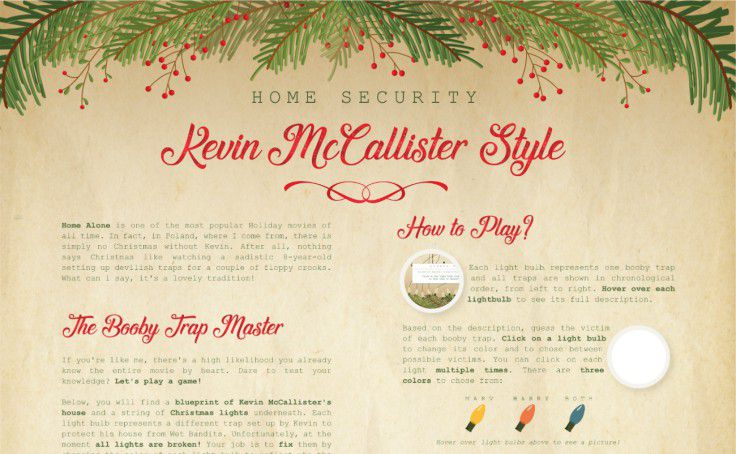 HOME SECURITY
Kevin McCallister Style
Home Alone is one of the most popular Holiday movies of
all time. In fact, in Poland, where I come from, there is
simply no Christmas without Kevin. After all, nothing
says Christmas like watching a sadistic 8-year-old
setting up devilish traps for a couple of floppy crooks.
What can I say, it's a lovely tradition!
The Booby Trap Master
If you're like me, there's a high likelihood you already
know the entire movie by heart. Dare to test your
knowledge? Let's play a game!
Below, you will find a blueprint of Kevin McCallister's
house and a string of Christmas lights underneath. Each
light bulb represents a different trap set up by Kevin to
protect his house from Wet Bandits. Unfortunately, at the
moment all lights are broken! Your job is to fix them by
How to Play?
Each light bulb represents one booby trap
and all traps are shown in chronological
order, from left to right. Hover over each
lightbulb to see its full description.
Based on the description, guess the victim
of each booby trap. Click on a light bulb
to change its color and to chose between
possible victims. You can click on each
light multiple times. There are three
colors to chose from:
MARV HARRY BOTH
Hover over light bulbs above to see a picture!